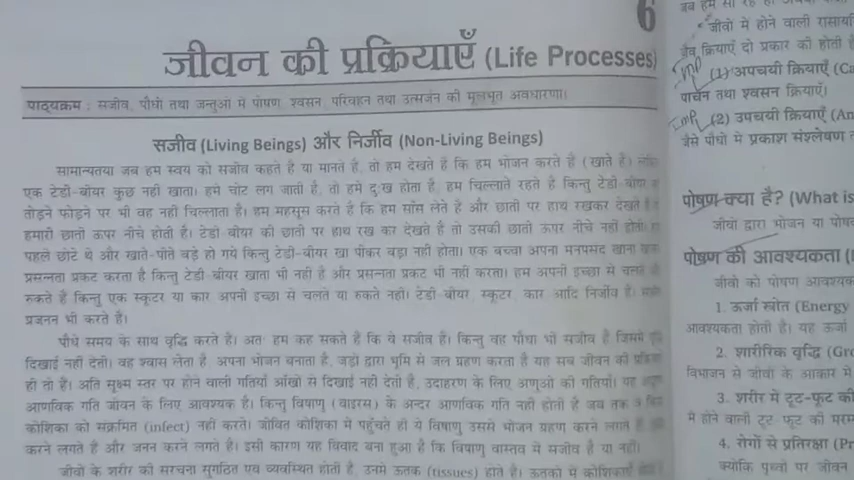 6
जीवन की प्रक्रियाएँ (Life Processes)
पाठ्यक्रम : सजीव, पौधों तथा जन्तुओं में पोषण, श्वसन, परिवहन तथा उत्सर्जन की मूलभूत अवधारणा।
सजीव (Living Beings) और निर्जीव (Non-Living Beings)
सामान्यतया जब हम स्वयं को सजीव कहते हैं या मानते हैं, तो हम देखते हैं कि हम भोजन करते हैं (खाते हैं)
एक टेडी-बीयर कुछ नहीं खाता। हमें चोट लग जाती है, तो हमें दुःख होता है, हम चिल्लाते रहते हैं किन्तु टेडी-बीयर
तोड़ने फोड़ने पर भी वह नहीं चिल्लाता है। हम महसूस करते हैं कि हम साँस लेते हैं और छाती पर हाथ रखकर देखते हैं
हमारी छाती ऊपर नीचे होती है। टेडी बीयर की छाती पर हाथ रख कर देखते हैं तो उसकी छाती ऊपर नीचे नहीं होती।
पहले छोटे थे और खाते-पीते बड़े हो गये किन्तु टेडी-बीयर खा पीकर बड़ा नहीं होता। एक बच्चा अपना मनपसंद खाना
प्रसन्नता प्रकट करता है किन्तु टेडी बीयर खाता भी नहीं है और प्रसन्नता प्रकट भी नहीं करता। हम अपनी इच्छा से चलते
रुकते हैं किन्तु एक स्कूटर या कार अपनी इच्छा से चलते या रुकते नहीं। टेडी बीयर, स्कूटर, कार आदि निर्जीव हैं।
प्रजनन भी करते हैं।
पौधे समय के साथ वृद्धि करते हैं। अतः हम कह सकते हैं कि ये सजीव हैं। किन्तु वह पौधा भी सजीव है जिसमें
दिखाई नहीं देती। वह श्वास लेता है, अपना भोजन बनाता है, जड़ों द्वारा भूमि से जल ग्रहण करता है यह सब जीवन की
ही तो हैं। अति सूक्ष्म स्तर पर होने वाली गतियाँ आँखों से दिखाई नहीं देती है, उदाहरण के लिए अणुओं की गतियाँ। यह
आणविक गति जीवन के लिए आवश्यक है। किन्तु विषाणु (वाइरस) के अन्दर आणविक गति नहीं होती है जब तक
कोशिका को संक्रमित (infect) नहीं करते। जीवित कोशिका में पहुँचते ही ये विषाणु उससे भोजन ग्रहण करने लगते
करने लगते हैं और जनन करने लगते हैं। इसी कारण यह विवाद बना हुआ है कि विषाणु वास्तव में सजीव हैं या नहीं।
जीवों के शरीर की संरचना सुगठित एवं व्यवस्थित होती है, उनमें ऊतक (tissues) होते हैं। ऊतकों में कोशिकाएँ
जीवों में होने वाली
जैव क्रियाएँ दो प्रकार की होती
Imp (1) अपचयी क्रियाएँ
पाचन तथा श्वसन क्रियाएँ।
Imp (2) उपचयी क्रियाएँ
जैसे पौधों में प्रकाश संश्लेषण
पोषण क्या है? (What is
जीवों द्वारा भोजन या
पोषण की आवश्यकता
जीवों को पोषण
1. ऊर्जा स्रोत (Energy
आवश्यकता होती है। यह ऊर्जा
2. शारीरिक वृद्धि
विभाजन से जीवों के आकार में
3. शरीर में टूट-फूट की
में होने वाली टूट-फूट की
4. रोगों से प्रतिरक्षा
क्योंकि पृथ्वी पर जीवन